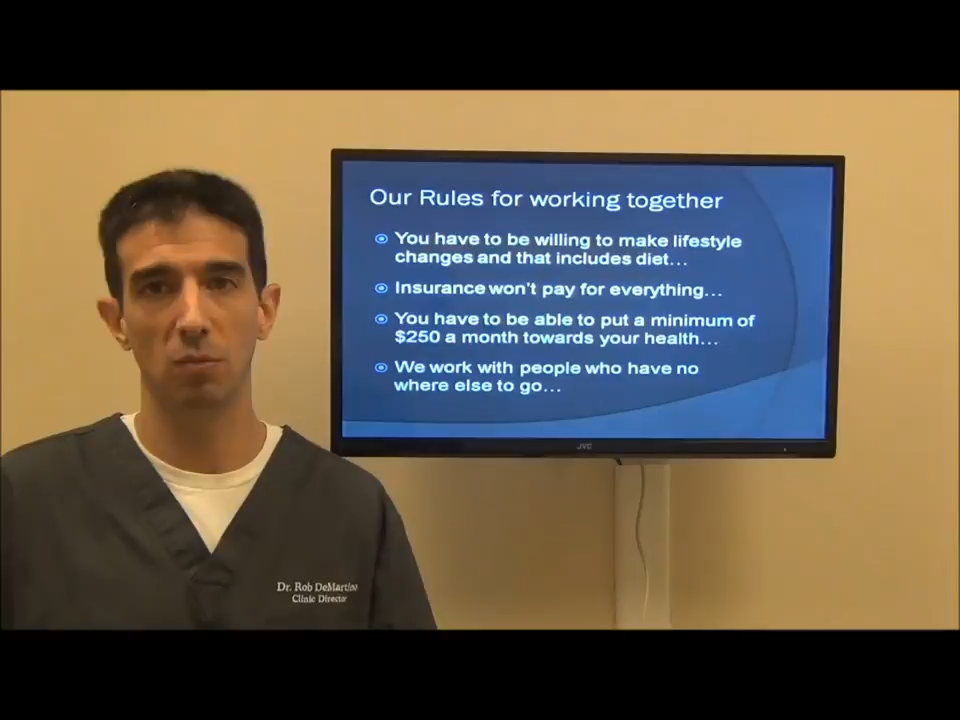 Our Rules for working together
You have to be willing to make lifestyle
changes and that includes diet...
Insurance won't pay for everything...
You have to be able to put a minimum of
$250 a month towards your health...
We work with people who have no
where else to go...
JVC
Dr. Rob DeMartino
Clinic Director